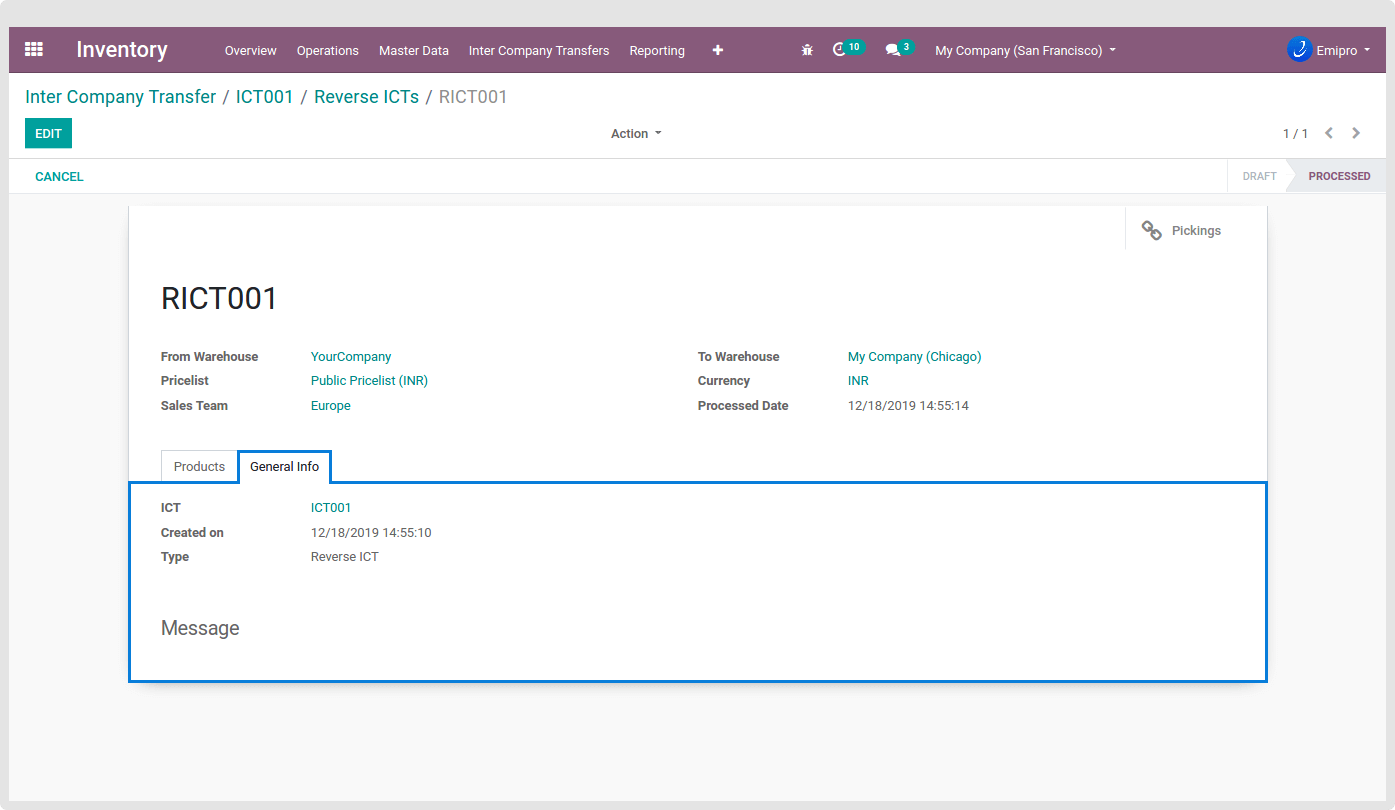 Inventory Overview Operations Master Data Inter Company Transfers Reporting 10 3 My Company (San Francisco) Emipro
Inter Company Transfer / ICT001 / Reverse ICTs / RICT001
EDIT Action 1 / 1
CANCEL DRAFT PROCESSED
Pickings
RICT001
From Warehouse YourCompany To Warehouse My Company (Chicago)
Pricelist Public Pricelist (INR) Currency INR
Sales Team Europe Processed Date 12/18/2019 14:55:14
Products General Info
ICT ICT001
Created on 12/18/2019 14:55:10
Type Reverse ICT
Message